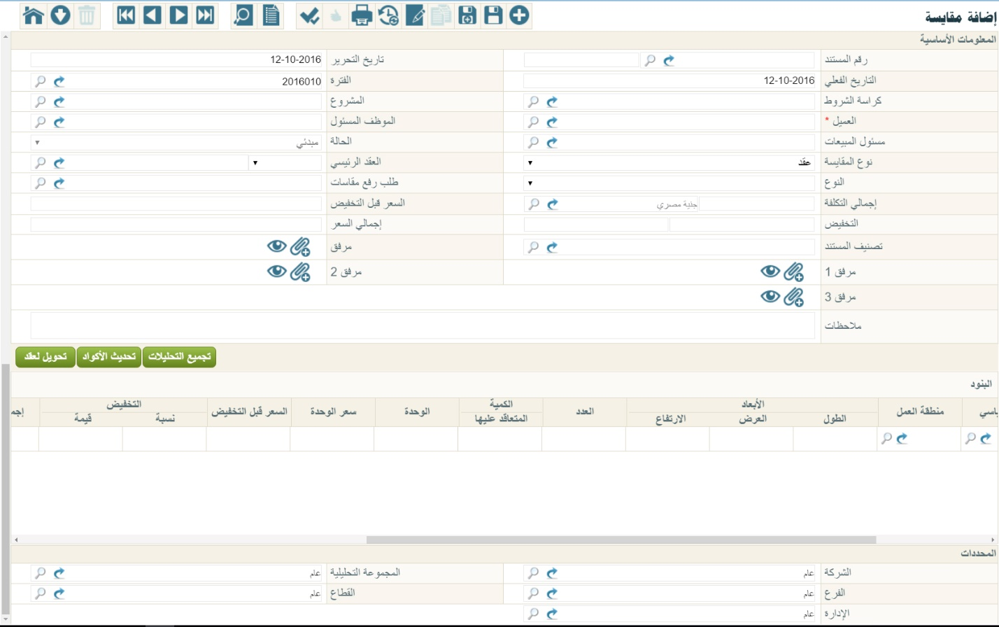 إضافة مقايسة
المعلومات الأساسية
رقم المستند تاريخ التحرير 12-10-2016
التاريخ الفعلي 12-10-2016 الفترة 2016010
كراسة الشروط المشروع
العميل * الموظف المسئول
مسئول المبيعات الحالة مبدئي
نوع المقايسة عقد العقد الرئيسي
النوع طلب رفع مقاسات
إجمالي التكلفة جنية مصري السعر قبل التخفيض
التخفيض إجمالي السعر
تصنيف المستند مرفق
مرفق 1 مرفق 2
مرفق 3
ملاحظات
تجميع التحليلات تحديث الأكواد تحويل لعقد
البنود
منطقة العمل الأبعاد العدد الكمية الوحدة سعر الوحدة السعر قبل التخفيض التخفيض
الطول العرض الارتفاع المتعاقد عليها نسبة قيمة
المحددات
الشركة عام المجموعة التحليلية عام
الفرع عام القطاع عام
الإدارة عام